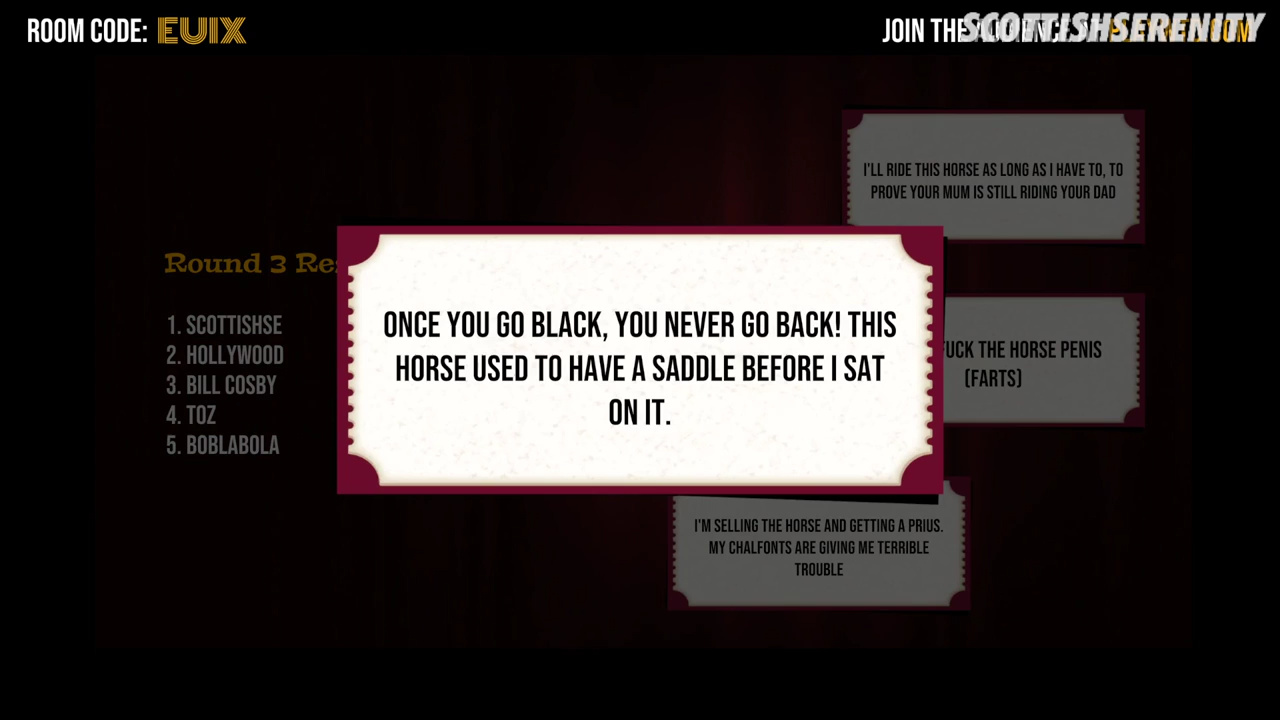 ROOM CODE: EUIX
JOIN THE
SCOTTISHSERENITY
I'LL RIDE THIS HORSE AS LONG AS I HAVE TO, TO
PROVE YOUR MUM IS STILL RIDING YOUR DAD
Round 3 Re
1. SCOTTISHSE
2. HOLLYWOOD
3. BILL COSBY
4. TOZ
5. BOBLABOLA
ONCE YOU GO BLACK, YOU NEVER GO BACK! THIS
HORSE USED TO HAVE A SADDLE BEFORE I SAT
ON IT.
FUCK THE HORSE PENIS
(FARTS)
I'M SELLING THE HORSE AND GETTING A PRIUS.
MY CHALFONTS ARE GIVING ME TERRIBLE
TROUBLE